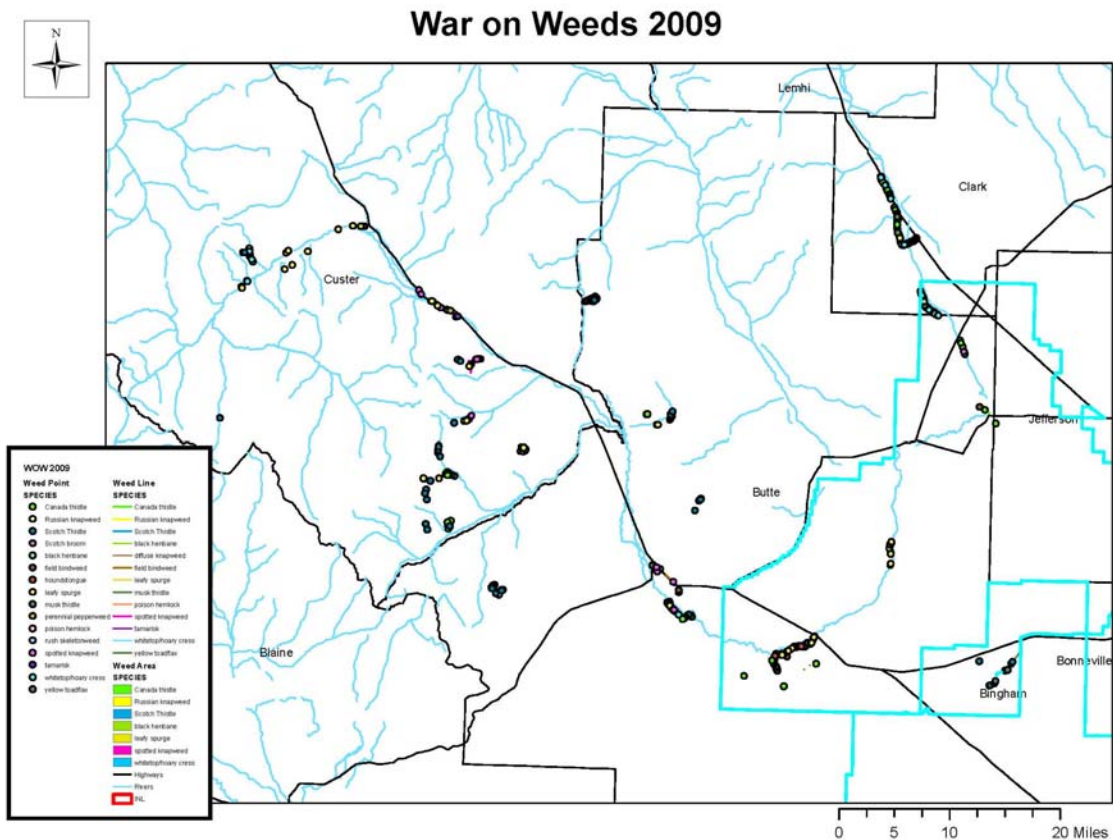 War on Weeds 2009
N
Lemhi
Clark
Custer
Jefferson
Butte
Blaine
Bonneville
Bingham
WOW 2009
Weed Point
SPECIES
Canada thistle
Russian knapweed
Scotch Thistle
Scotch broom
black henbane
field bindweed
houndstongue
leafy spurge
musk thistle
perennial pepperweed
poison hemlock
rush skeletonweed
spotted knapweed
tamarisk
whitetop/hoary cress
yellow toadflax
Weed Line
SPECIES
Canada thistle
Russian knapweed
Scotch Thistle
black henbane
diffuse knapweed
field bindweed
leafy spurge
musk thistle
poison hemlock
spotted knapweed
tamarisk
whitetop/hoary cress
yellow toadflax
Weed Area
SPECIES
Canada thistle
Russian knapweed
Scotch Thistle
black henbane
leafy spurge
spotted knapweed
whitetop/hoary cress
Highways
Rivers
INL
0 5 10 20 Miles